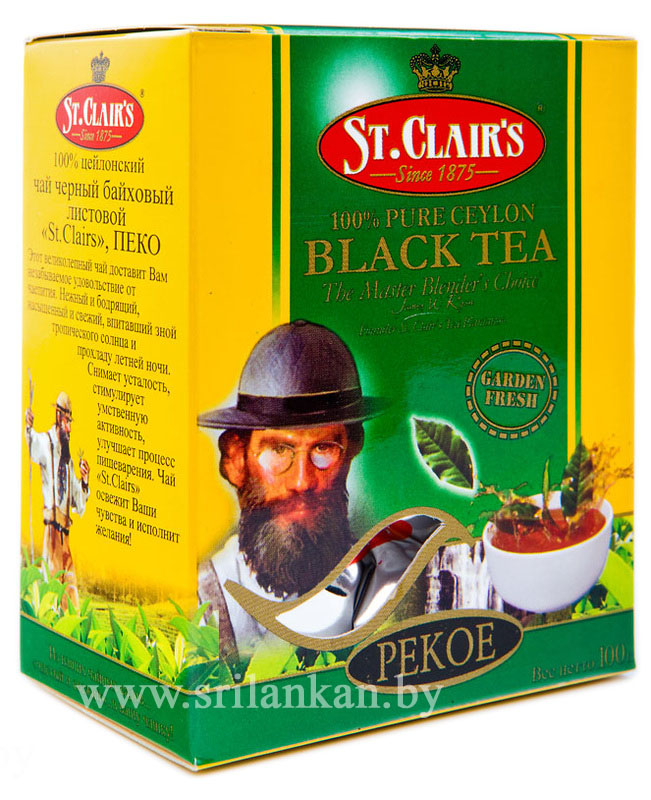 ST.CLAIR'S
®
Since 1875
100% цейлонский
чай черный байховый
листовой
«St.Clairs», ПЕКО
Этот великолепный чай доставит Вам
незабываемое удовольствие от
чаепития. Нежный и бодрящий,
насыщенный и свежий, впитавший зной
тропического солнца и
прохладу летней ночи.
Снимает усталость,
стимулирует
умственную
активность,
улучшает процесс
пищеварения. Чай
«St.Clairs»
освежит Ваши
чувства и исполнит
желания!
ST.CLAIR'S
®
Since 1875
100% PURE CEYLON
BLACK TEA
The Master Blender's Choice
GARDEN
FRESH
PEKOE
Вес нетто 100
www.srilankan.by